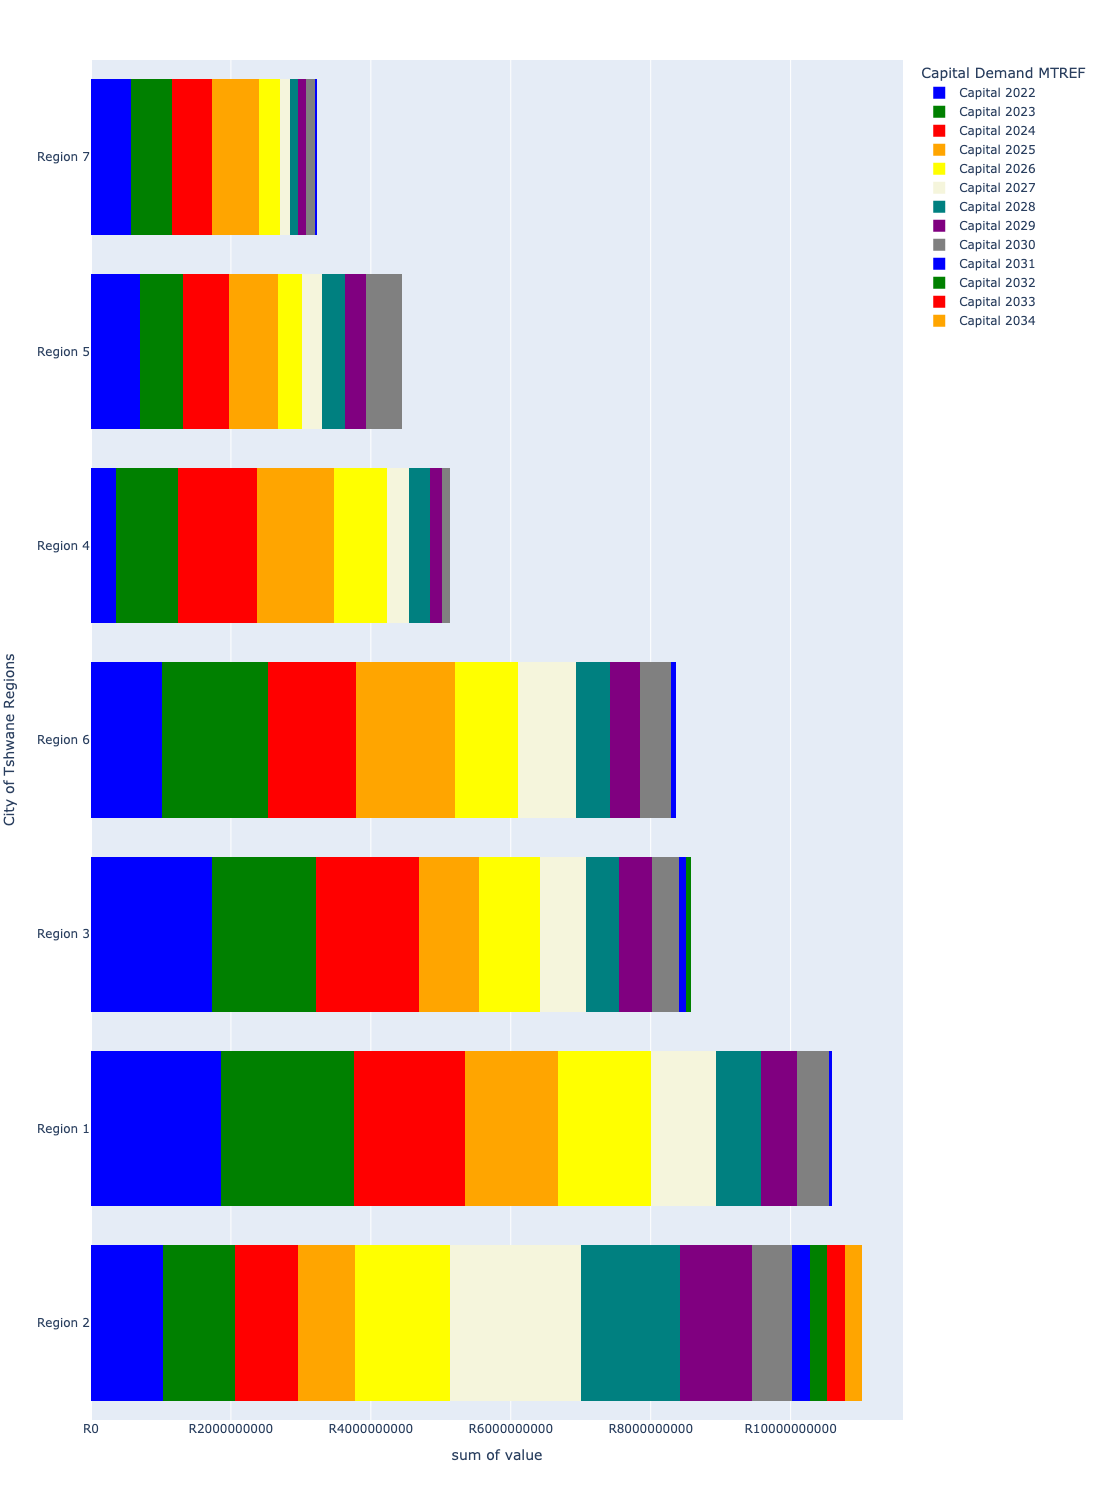 Capital Demand MTREF
Capital 2022
Capital 2023
Capital 2024
Capital 2025
Capital 2026
Capital 2027
Capital 2028
Capital 2029
Capital 2030
Capital 2031
Capital 2032
Capital 2033
Capital 2034
City of Tshwane Regions
Region 7
Region 5
Region 4
Region 6
Region 3
Region 1
Region 2
R0 R2000000000 R4000000000 R6000000000 R8000000000 R10000000000
sum of value